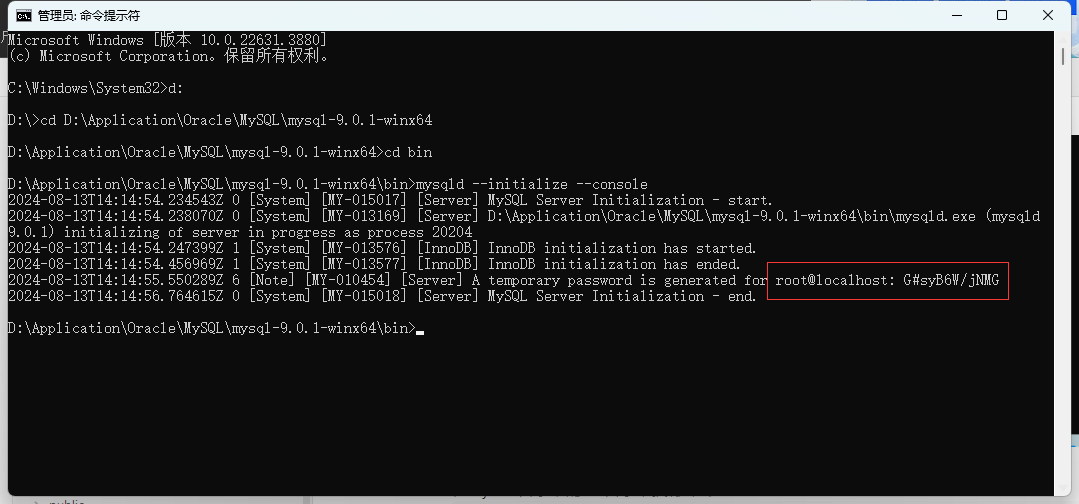 管理员: 命令提示符
Microsoft Windows [版本 10.0.22631.3880]
(c) Microsoft Corporation。保留所有权利。
C:\Windows\System32>d:
D:\>cd D:\Application\Oracle\MySQL\mysql-9.0.1-winx64
D:\Application\Oracle\MySQL\mysql-9.0.1-winx64>cd bin
D:\Application\Oracle\MySQL\mysql-9.0.1-winx64\bin>mysqld --initialize --console
2024-08-13T14:14:54.234543Z 0 [System] [MY-015017] [Server] MySQL Server Initialization - start.
2024-08-13T14:14:54.238070Z 0 [System] [MY-013169] [Server] D:\Application\Oracle\MySQL\mysql-9.0.1-winx64\bin\mysqld.exe (mysqld
9.0.1) initializing of server in progress as process 20204
2024-08-13T14:14:54.247399Z 1 [System] [MY-013576] [InnoDB] InnoDB initialization has started.
2024-08-13T14:14:54.456969Z 1 [System] [MY-013577] [InnoDB] InnoDB initialization has ended.
2024-08-13T14:14:55.550289Z 6 [Note] [MY-010454] [Server] A temporary password is generated for root@localhost: G#syB6W/jNMG
2024-08-13T14:14:56.764615Z 0 [System] [MY-015018] [Server] MySQL Server Initialization - end.
D:\Application\Oracle\MySQL\mysql-9.0.1-winx64\bin>